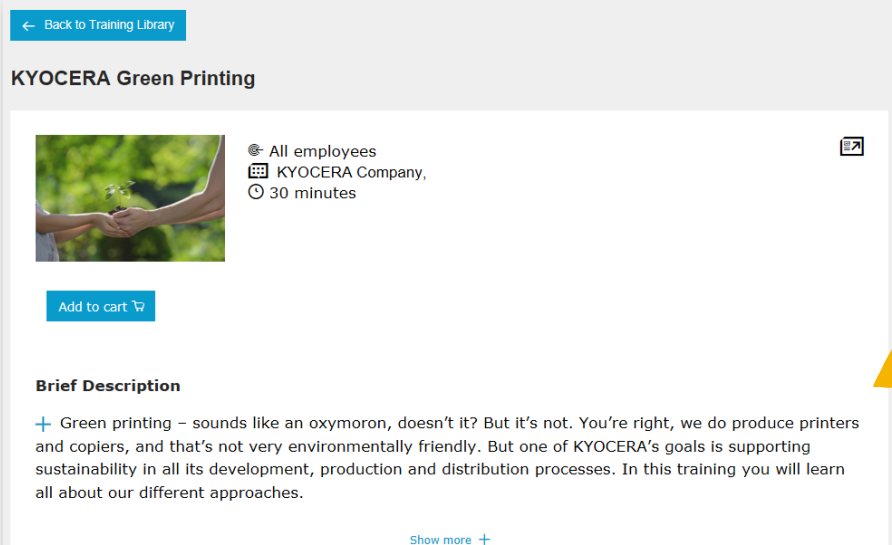 ← Back to Training Library
KYOCERA Green Printing
All employees
KYOCERA Company,
30 minutes
Add to cart
Brief Description
Green printing – sounds like an oxymoron, doesn’t it? But it’s not. You’re right, we do produce printers
and copiers, and that’s not very environmentally friendly. But one of KYOCERA’s goals is supporting
sustainability in all its development, production and distribution processes. In this training you will learn
all about our different approaches.
Show more +